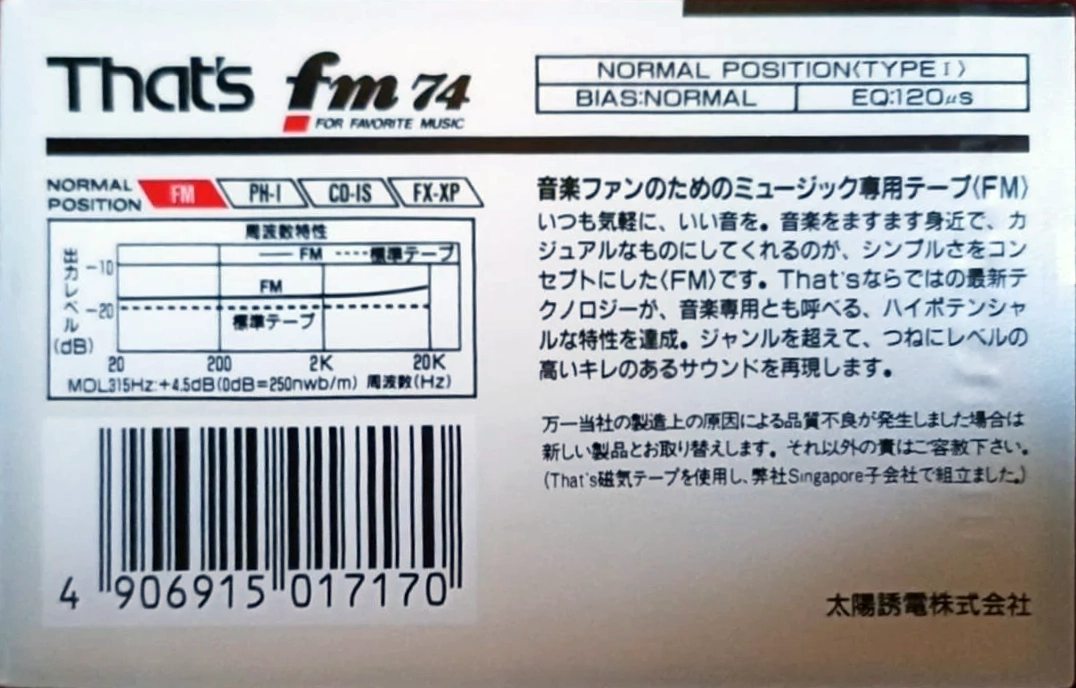 That's fm 74
FOR FAVORITE MUSIC
NORMAL POSITION(TYPE I)
BIAS:NORMAL EQ:120μs
NORMAL POSITION FM PH-I CD-IS FX-XP
周波数特性
FM 標準テープ
出力レベル(dB)
-10
FM
-20
標準テープ
20 200 2K 20K
MOL315Hz:+4.5dB(0dB=250nwb/m) 周波数(Hz)
4 906915 017170
音楽ファンのためのミュージック専用テープ〈FM〉
いつも気軽に、いい音を。音楽をますます身近で、カ
ジュアルなものにしてくれるのが、シンプルさをコン
セプトにした〈FM〉です。That'sならではの最新テ
クノロジーが、音楽専用とも呼べる、ハイポテンシャ
ルな特性を達成。ジャンルを超えて、つねにレベルの
高いキレのあるサウンドを再現します。
万一当社の製造上の原因による品質不良が発生しました場合は
新しい製品とお取り替えします。それ以外の責はご容赦下さい。
(That's磁気テープを使用し、弊社Singapore子会社で組立ました。)
太陽誘電株式会社